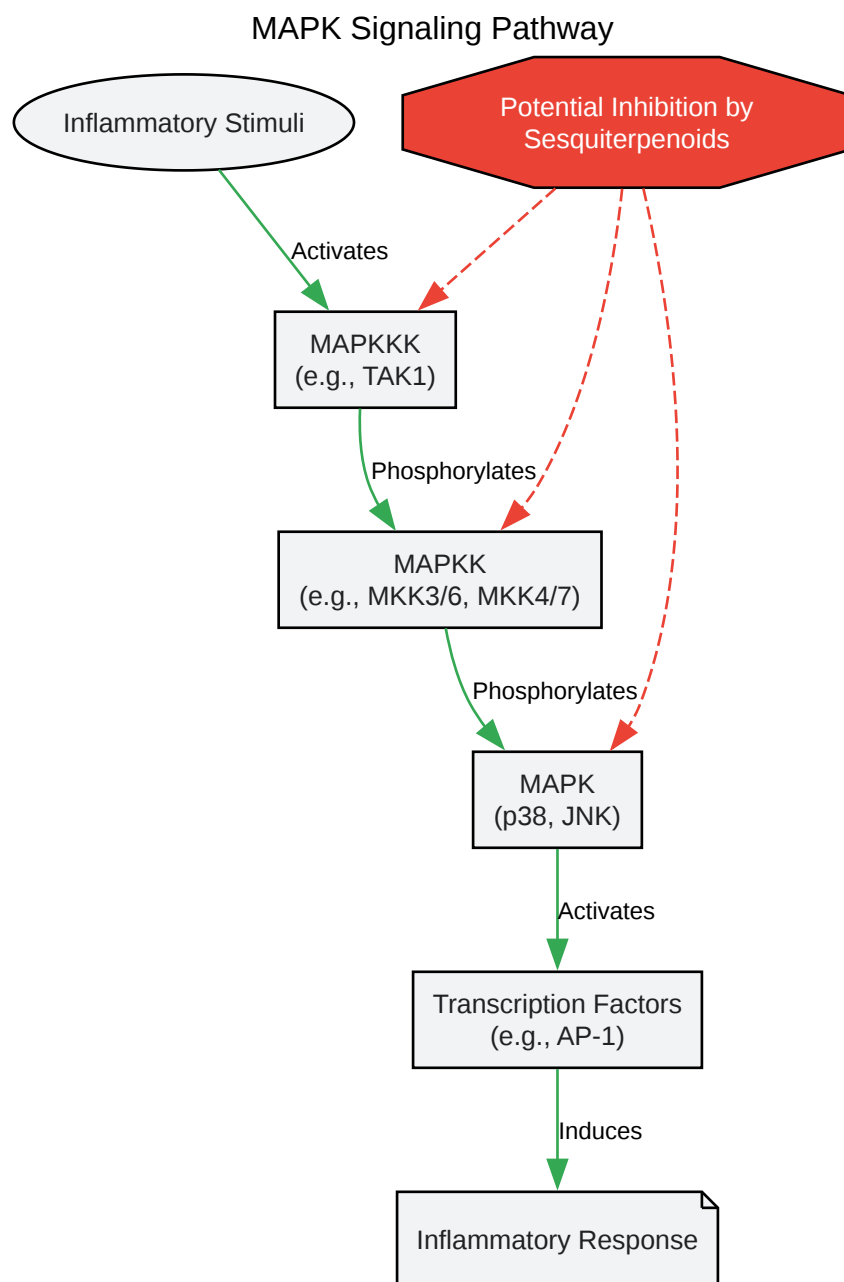 MAPK Signaling Pathway
Inflammatory Stimuli
Potential Inhibition by
Sesquiterpenoids
Activates
MAPKKK
(e.g., TAK1)
Phosphorylates
MAPKK
(e.g., MKK3/6, MKK4/7)
Phosphorylates
MAPK
(p38, JNK)
Activates
Transcription Factors
(e.g., AP-1)
Induces
Inflammatory Response